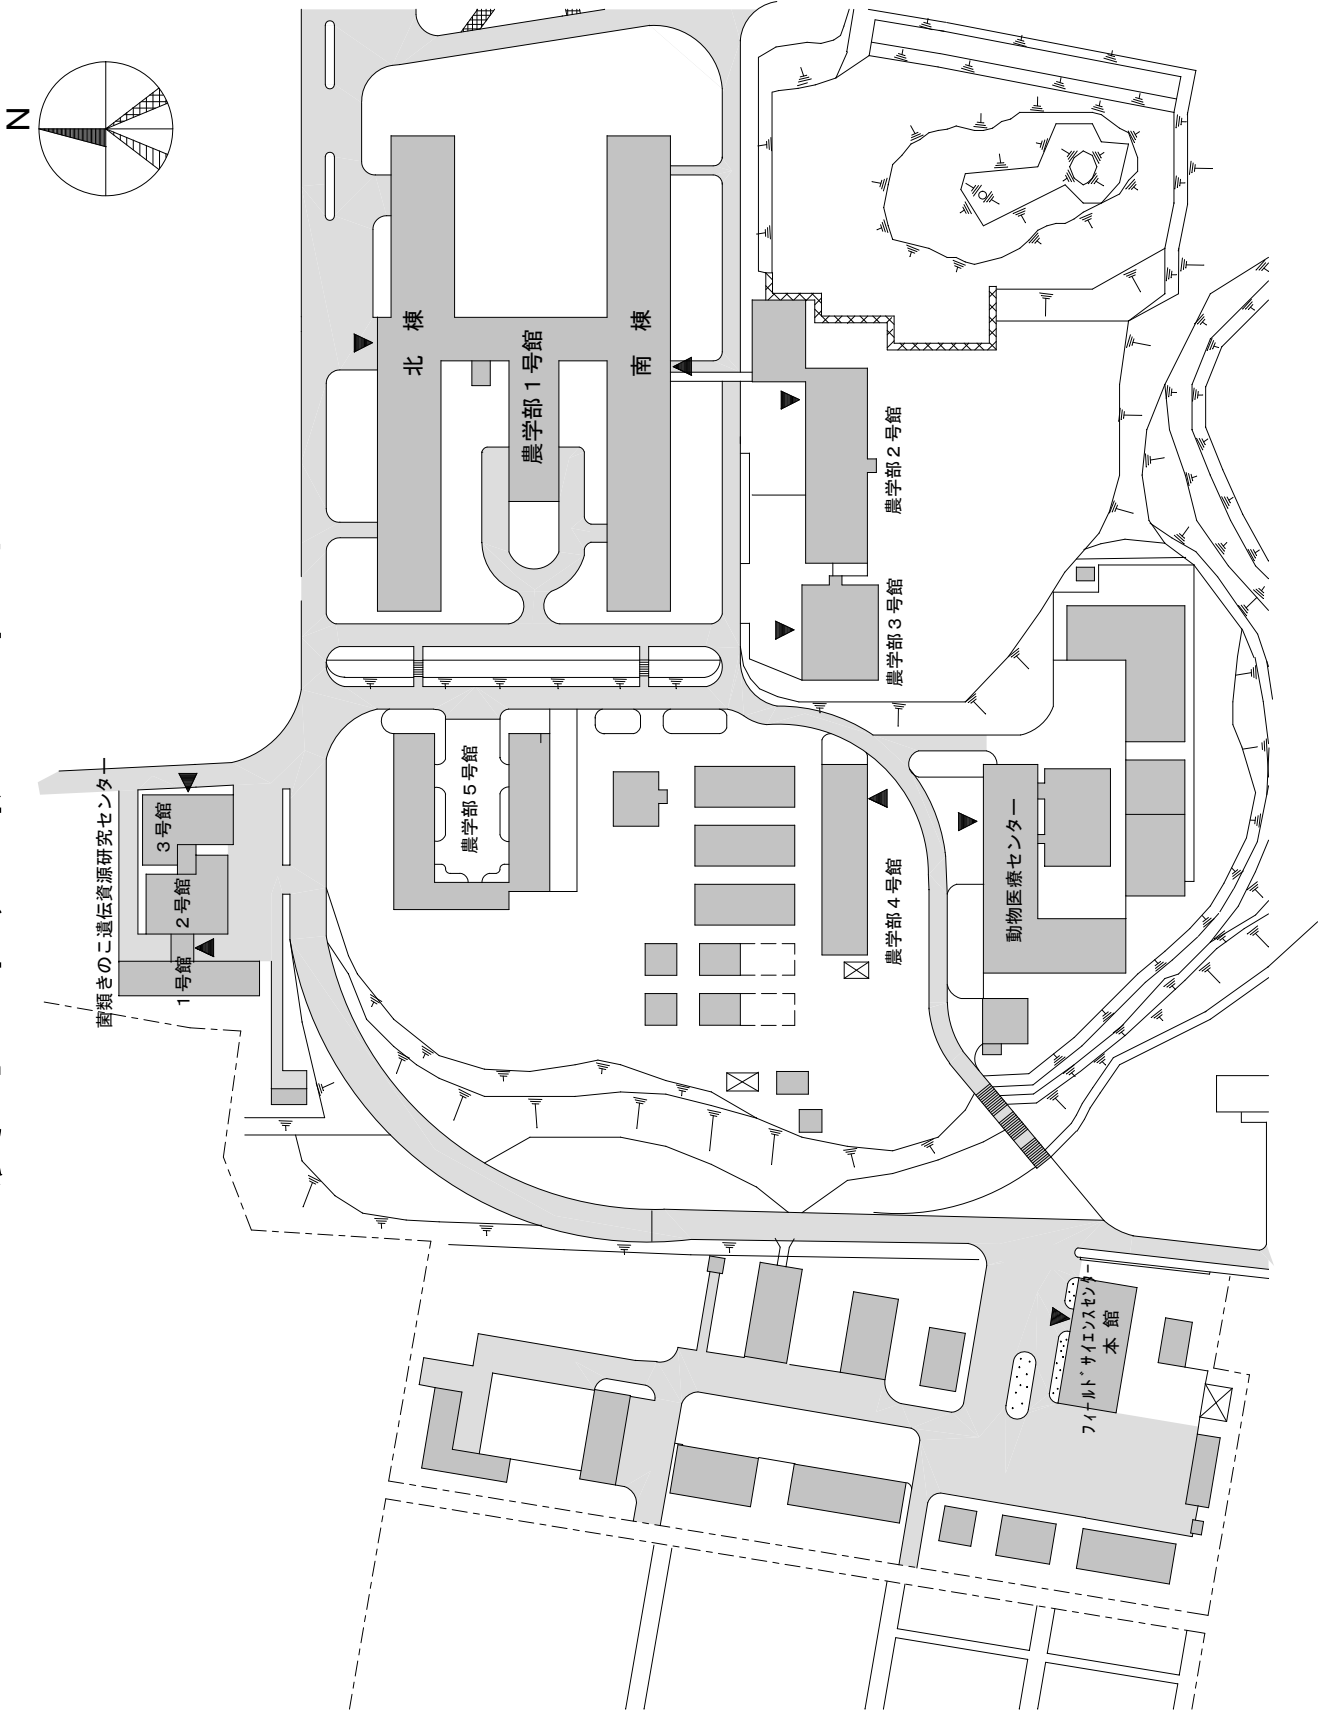 N
北棟
農学部１号館
南棟
農学部２号館
農学部３号館
菌類きのこ遺伝資源研究センター
３号館
２号館
１号館
農学部５号館
農学部４号館
動物医療センター
フィールドサイエンスセンター
本館